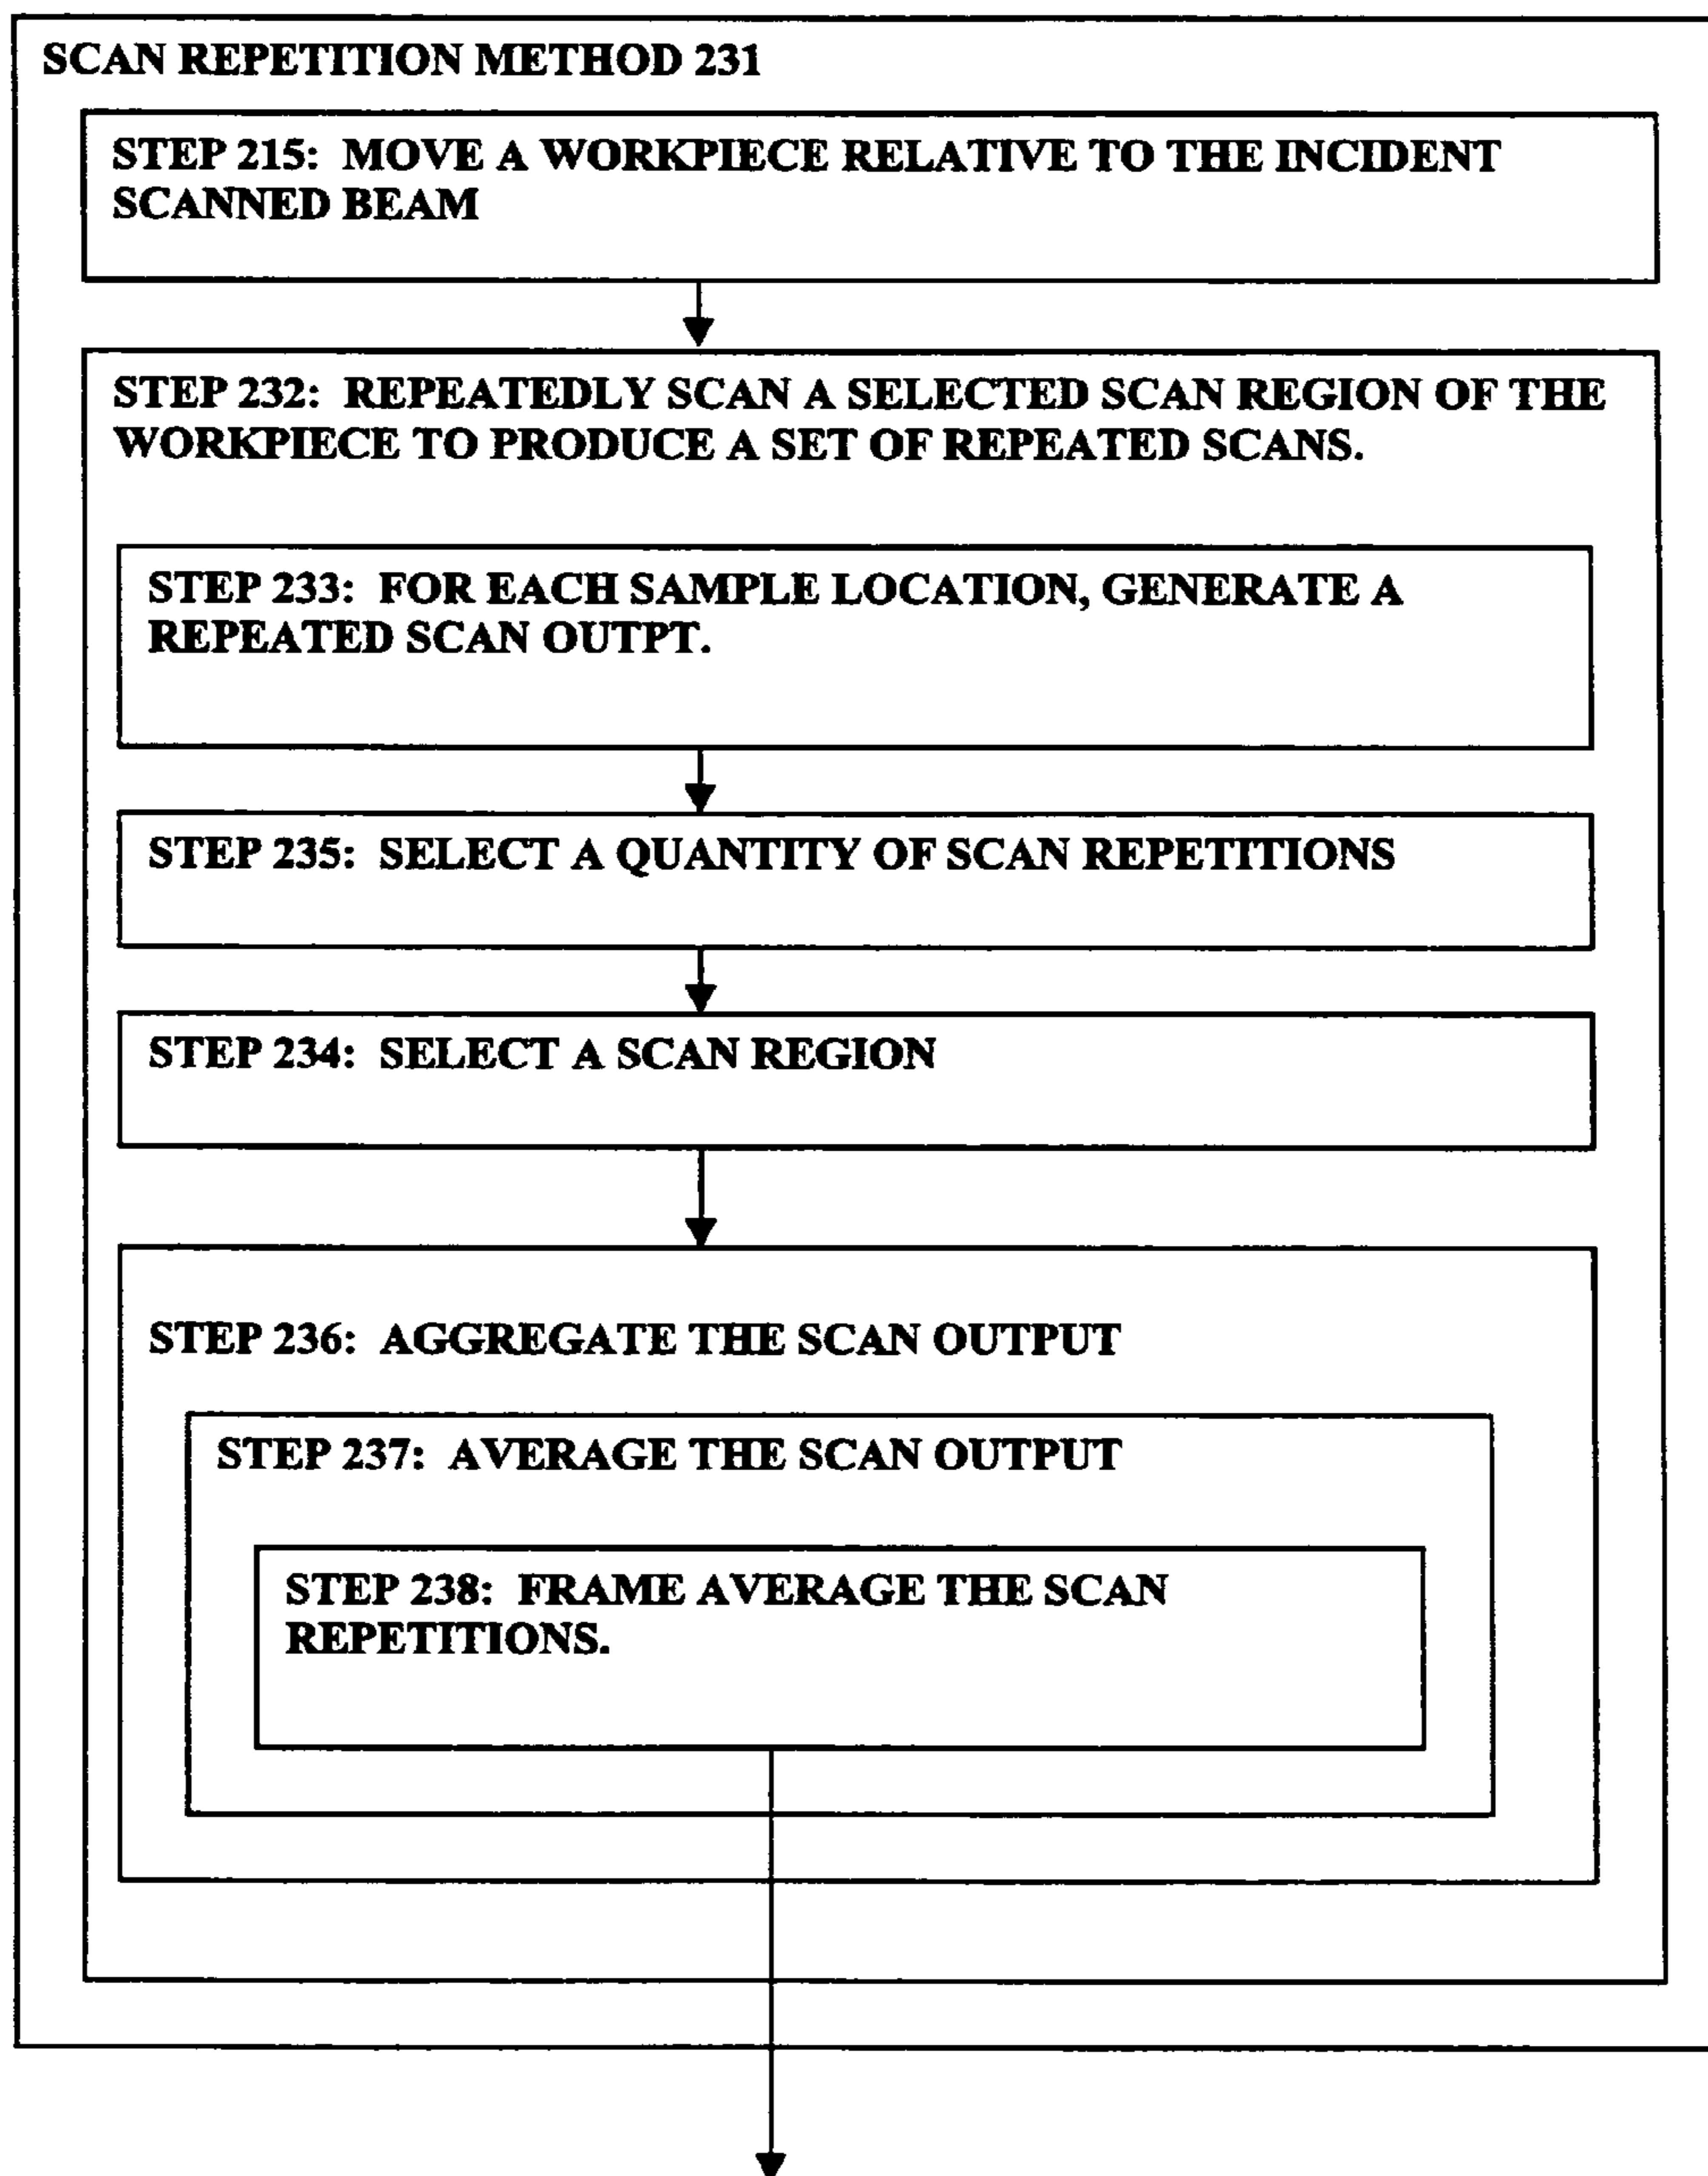 SCAN REPETITION METHOD 231
STEP 215: MOVE A WORKPIECE RELATIVE TO THE INCIDENT
SCANNED BEAM
STEP 232: REPEATEDLY SCAN A SELECTED SCAN REGION OF THE
WORKPIECE TO PRODUCE A SET OF REPEATED SCANS.
STEP 233: FOR EACH SAMPLE LOCATION, GENERATE A
REPEATED SCAN OUTPT.
STEP 235: SELECT A QUANTITY OF SCAN REPETITIONS
STEP 234: SELECT A SCAN REGION
STEP 236: AGGREGATE THE SCAN OUTPUT
STEP 237: AVERAGE THE SCAN OUTPUT
STEP 238: FRAME AVERAGE THE SCAN
REPETITIONS.